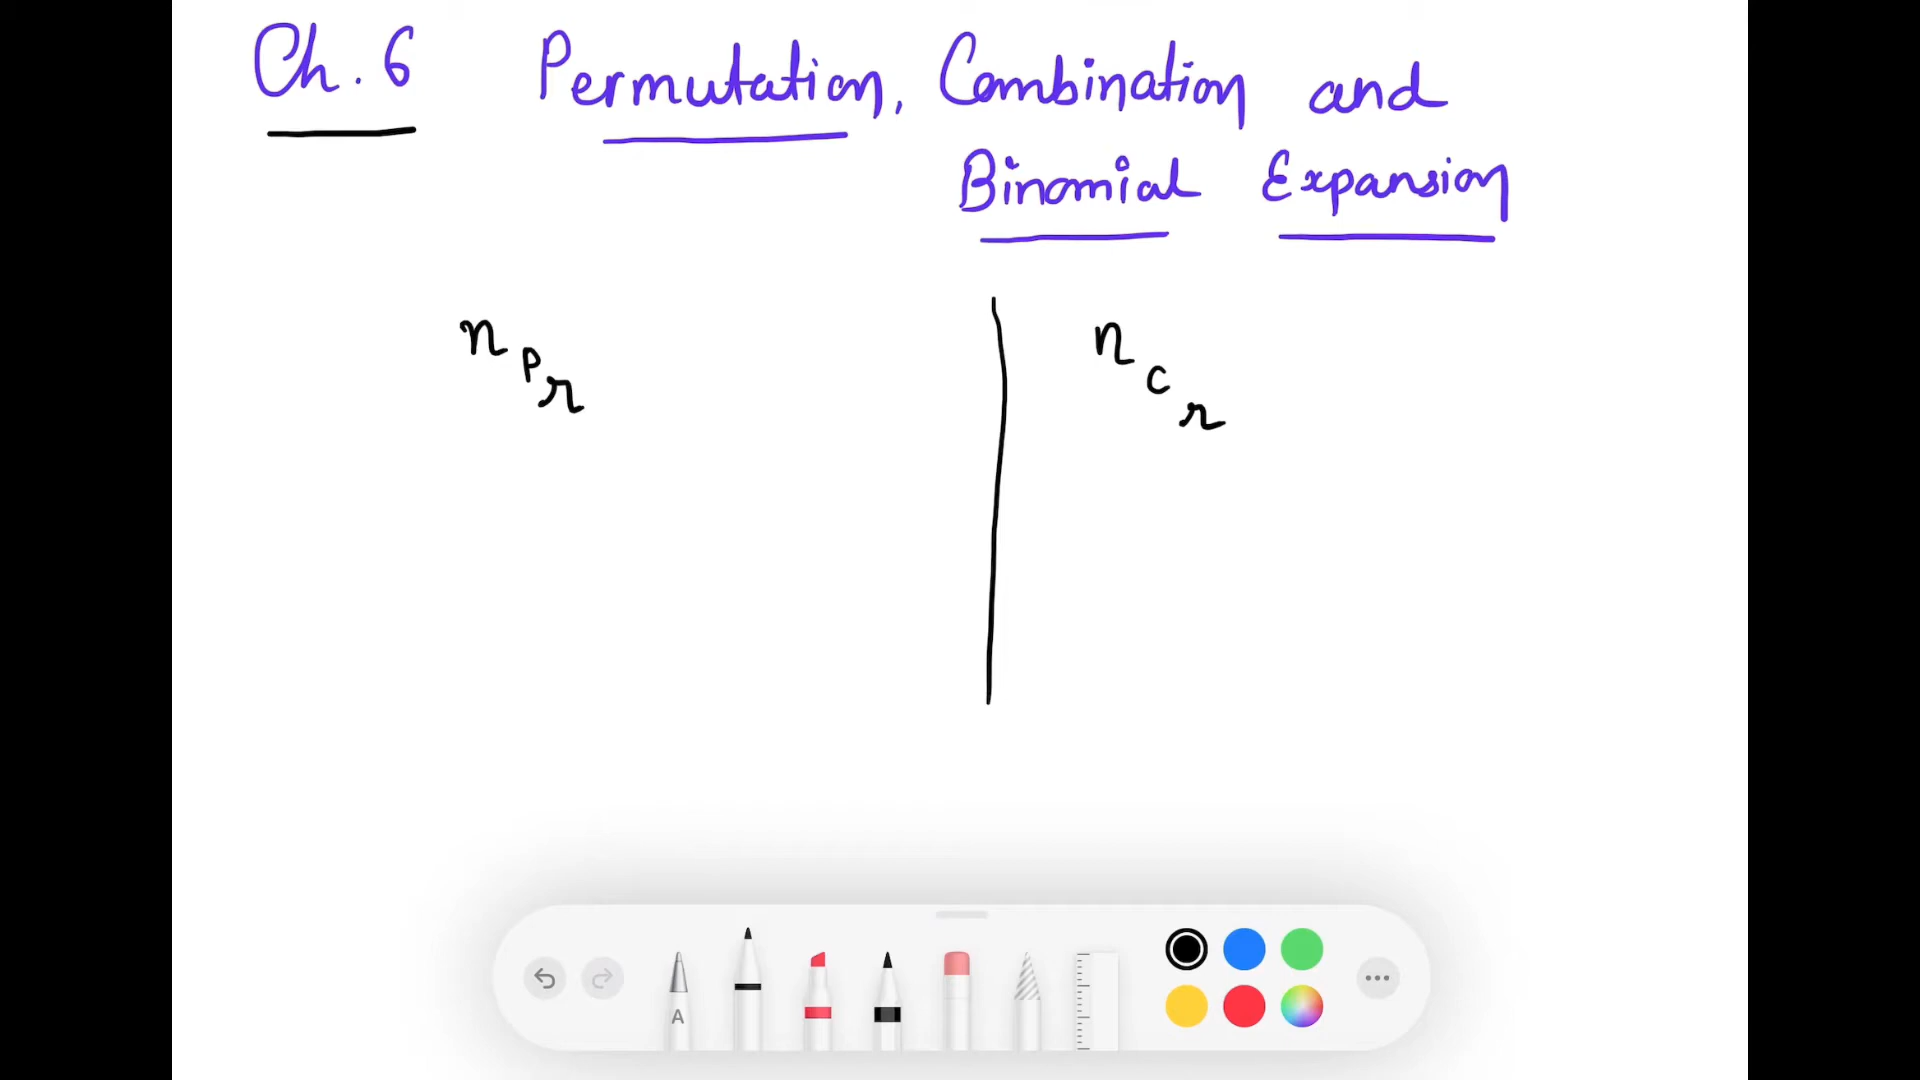 Ch. 6 Permutation, Combination and
Binomial Expansion
nPr
nCr
A